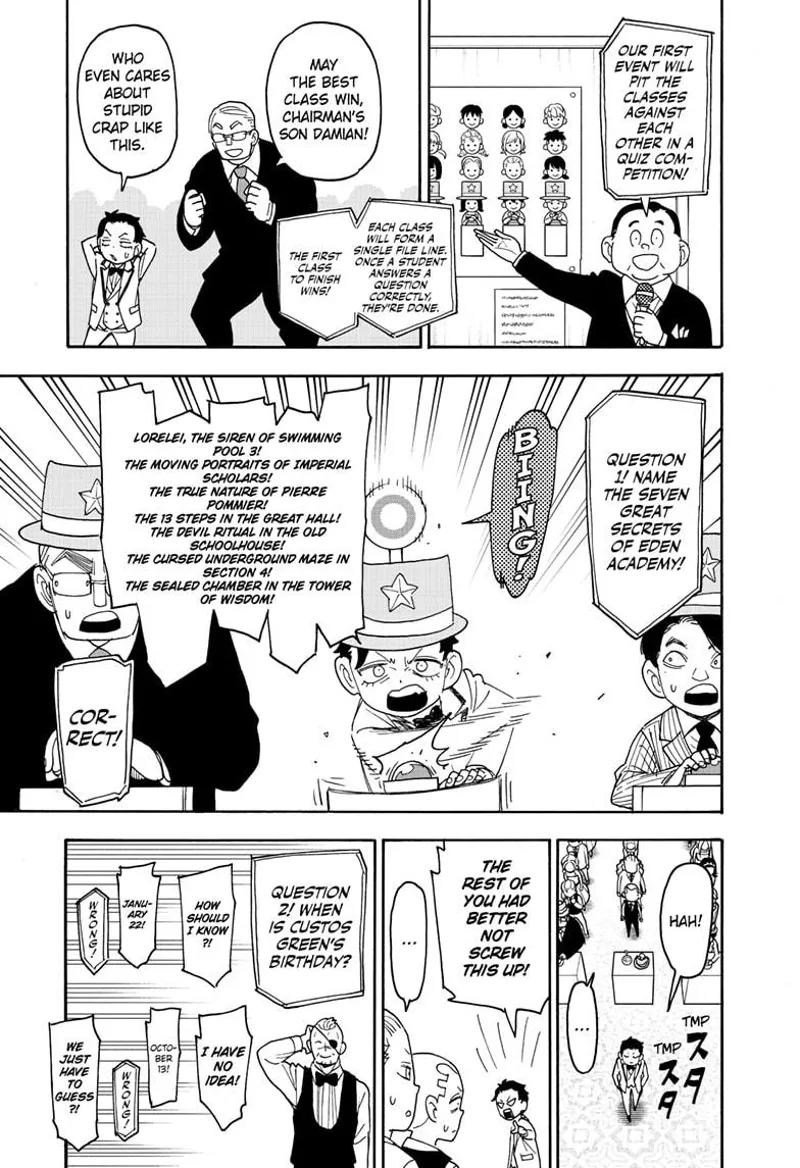 OUR FIRST
EVENT WILL
PIT THE
CLASSES
AGAINST
EACH
OTHER IN A
QUIZ COM-
PETITION!
MAY
THE BEST
CLASS WIN,
CHAIRMAN'S
SON DAMIAN!
WHO
EVEN CARES
ABOUT
STUPID
CRAP LIKE
THIS.
EACH CLASS
WILL FORM A
SINGLE FILE LINE.
ONCE A STUDENT
ANSWERS A
QUESTION
CORRECTLY,
THEY'RE DONE.
THE FIRST
CLASS
TO FINISH
WINS!
QUESTION
1! NAME
THE SEVEN
GREAT
SECRETS
OF EDEN
ACADEMY!
BIING!
LORELEI, THE SIREN OF SWIMMING
POOL 3!
THE MOVING PORTRAITS OF IMPERIAL
SCHOLARS!
THE TRUE NATURE OF PIERRE
POMMIER!
THE 13 STEPS IN THE GREAT HALL!
THE DEVIL RITUAL IN THE OLD
SCHOOLHOUSE!
THE CURSED UNDERGROUND MAZE IN
SECTION 4!
THE SEALED CHAMBER IN THE TOWER
OF WISDOM!
COR-
RECT!
HAH!
...
TMP
スタ
TMP
スタ
THE
REST OF
YOU HAD
BETTER
NOT
SCREW
THIS UP!
...
QUESTION
2! WHEN
IS CUSTOS
GREEN'S
BIRTHDAY?
HOW
SHOULD
I KNOW
?!
JANU-
ARY
22!
WRONG!
I HAVE
NO IDEA!
OCTO-
BER
13!
WRONG!
WE
JUST
HAVE TO
GUESS
?!